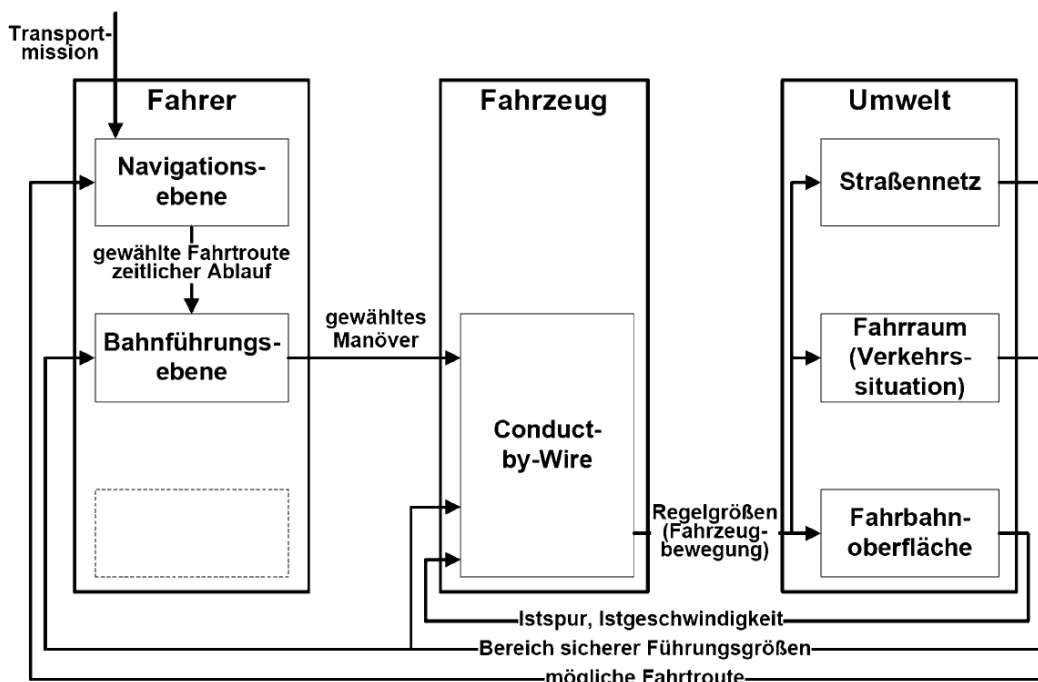 Transport-
mission
Fahrer
Fahrzeug
Umwelt
Navigations-
ebene
Straßennetz
gewählte Fahrtroute
zeitlicher Ablauf
Bahnführungs-
ebene
gewähltes
Manöver
Fahrraum
(Verkehrs-
situation)
Conduct-
by-Wire
Regelgrößen
(Fahrzeug-
bewegung)
Fahrbahn-
oberfläche
Istspur, Istgeschwindigkeit
Bereich sicherer Führungsgrößen
mögliche Fahrtroute